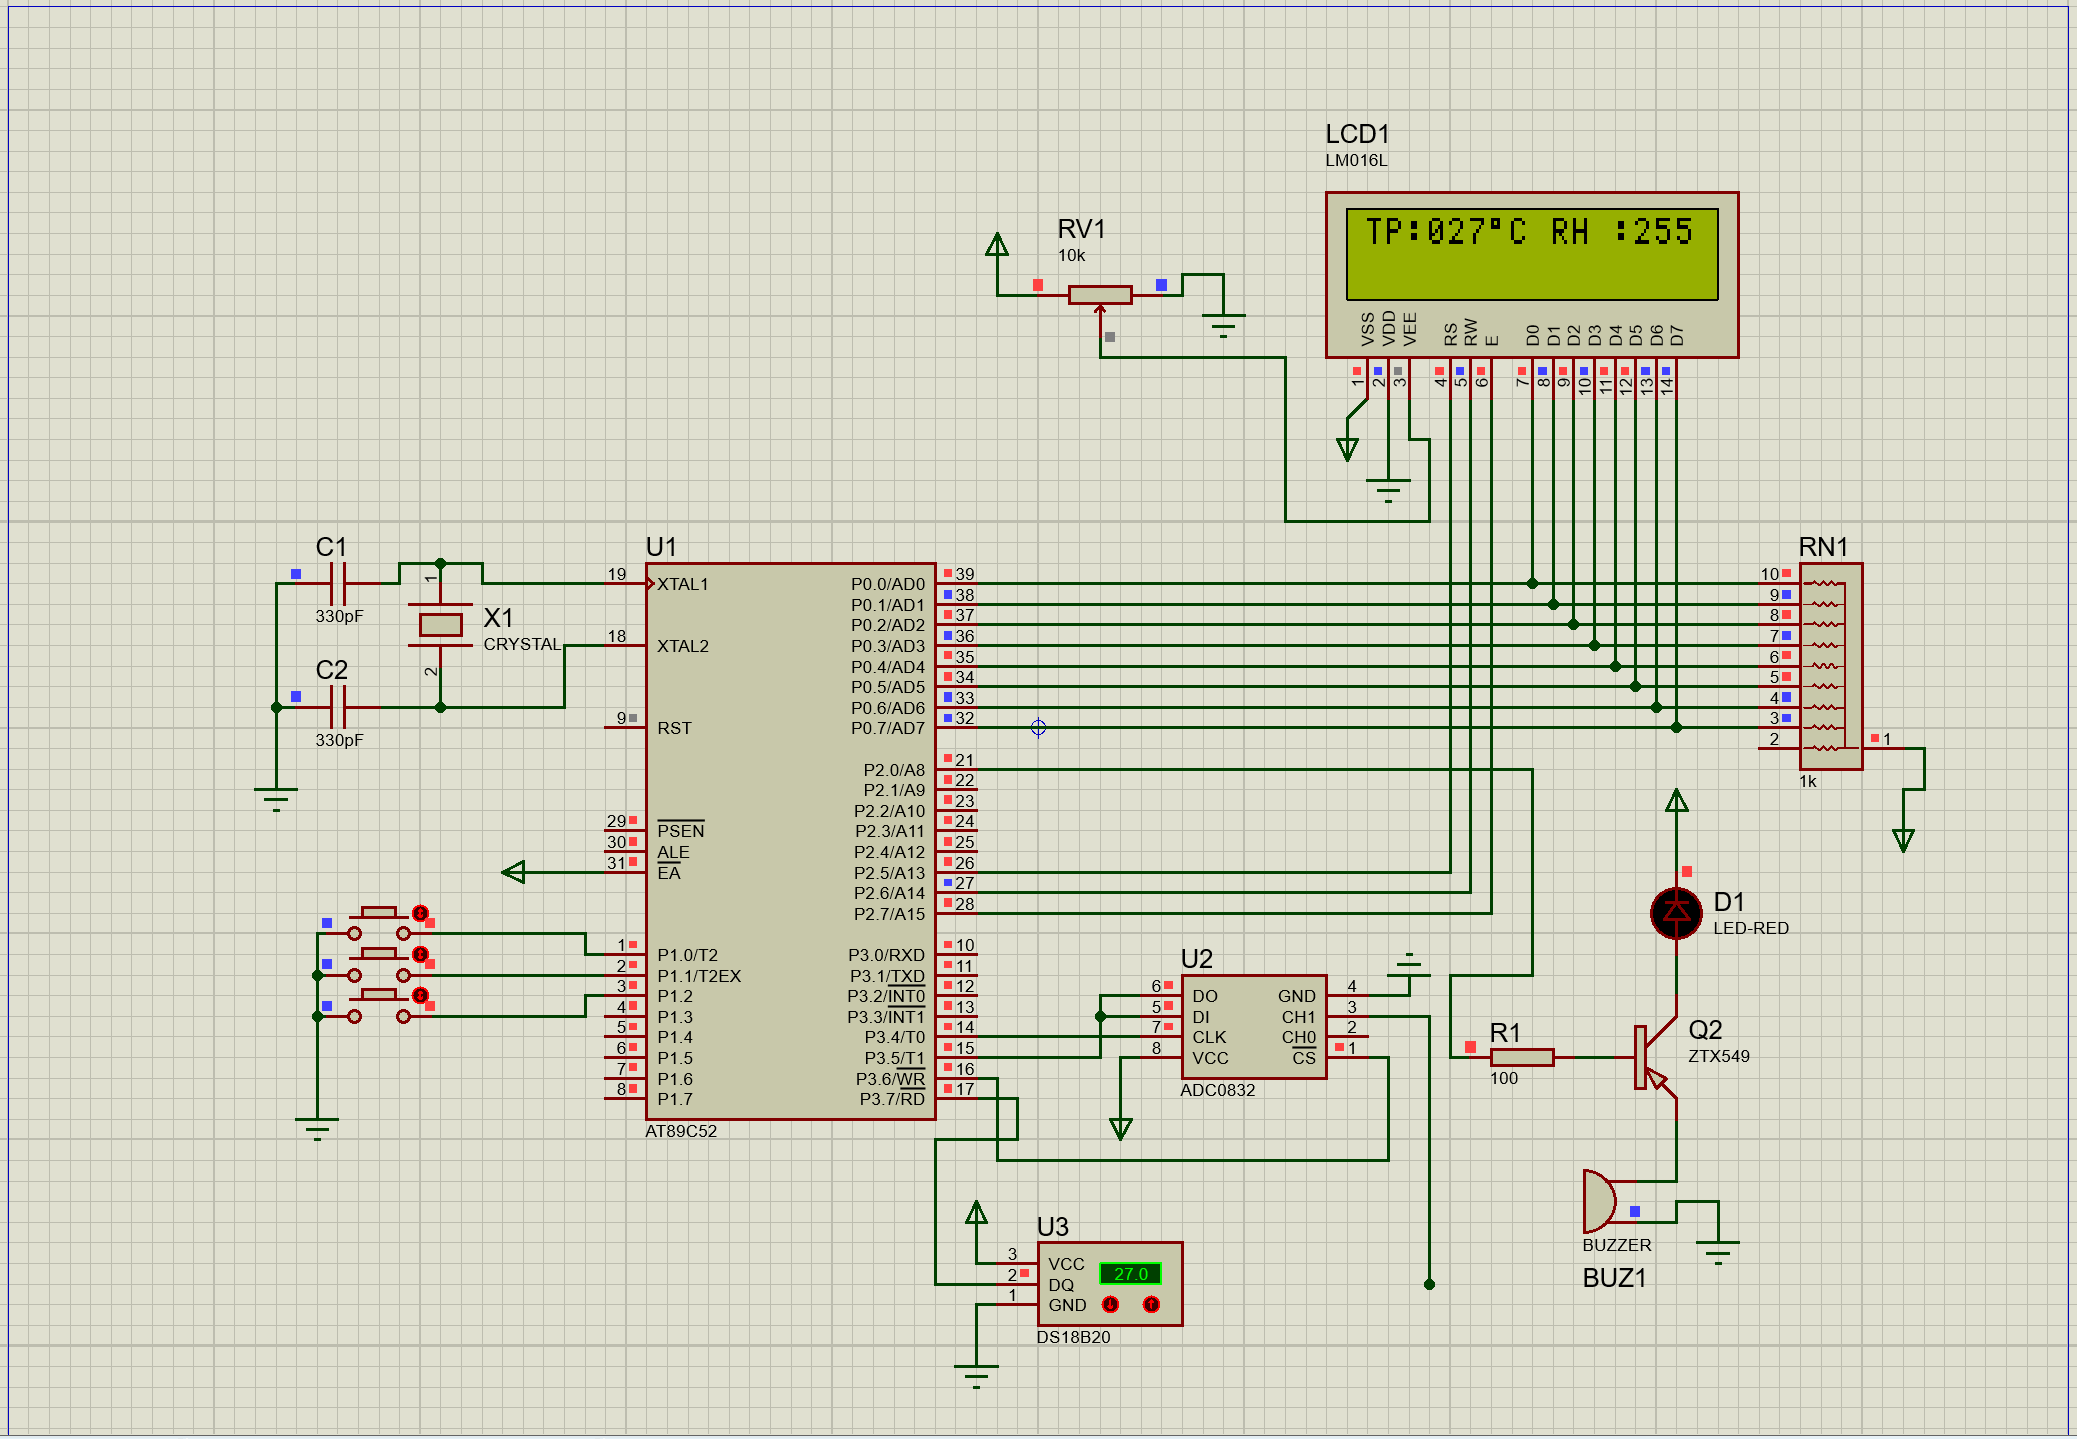 LCD1
LM016L
TP:027°C RH :255
VSS
VDD
VEE
RS
RW
E
D0
D1
D2
D3
D4
D5
D6
D7
1
2
3
4
5
6
7
8
9
10
11
12
13
14
RV1
10k
C1
330pF
C2
330pF
X1
CRYSTAL
1
2
U1
AT89C52
19 XTAL1
18 XTAL2
9 RST
29 PSEN
30 ALE
31 EA
1 P1.0/T2
2 P1.1/T2EX
3 P1.2
4 P1.3
5 P1.4
6 P1.5
7 P1.6
8 P1.7
P0.0/AD0 39
P0.1/AD1 38
P0.2/AD2 37
P0.3/AD3 36
P0.4/AD4 35
P0.5/AD5 34
P0.6/AD6 33
P0.7/AD7 32
P2.0/A8 21
P2.1/A9 22
P2.2/A10 23
P2.3/A11 24
P2.4/A12 25
P2.5/A13 26
P2.6/A14 27
P2.7/A15 28
P3.0/RXD 10
P3.1/TXD 11
P3.2/INT0 12
P3.3/INT1 13
P3.4/T0 14
P3.5/T1 15
P3.6/WR 16
P3.7/RD 17
RN1
10
9
8
7
6
5
4
3
2
1
1k
U2
6 DO
5 DI
7 CLK
8 VCC
GND 4
CH1 3
CH0 2
CS 1
ADC0832
D1
LED-RED
R1
100
Q2
ZTX549
BUZZER
BUZ1
U3
3 VCC
2 DQ
1 GND
27.0
DS18B20